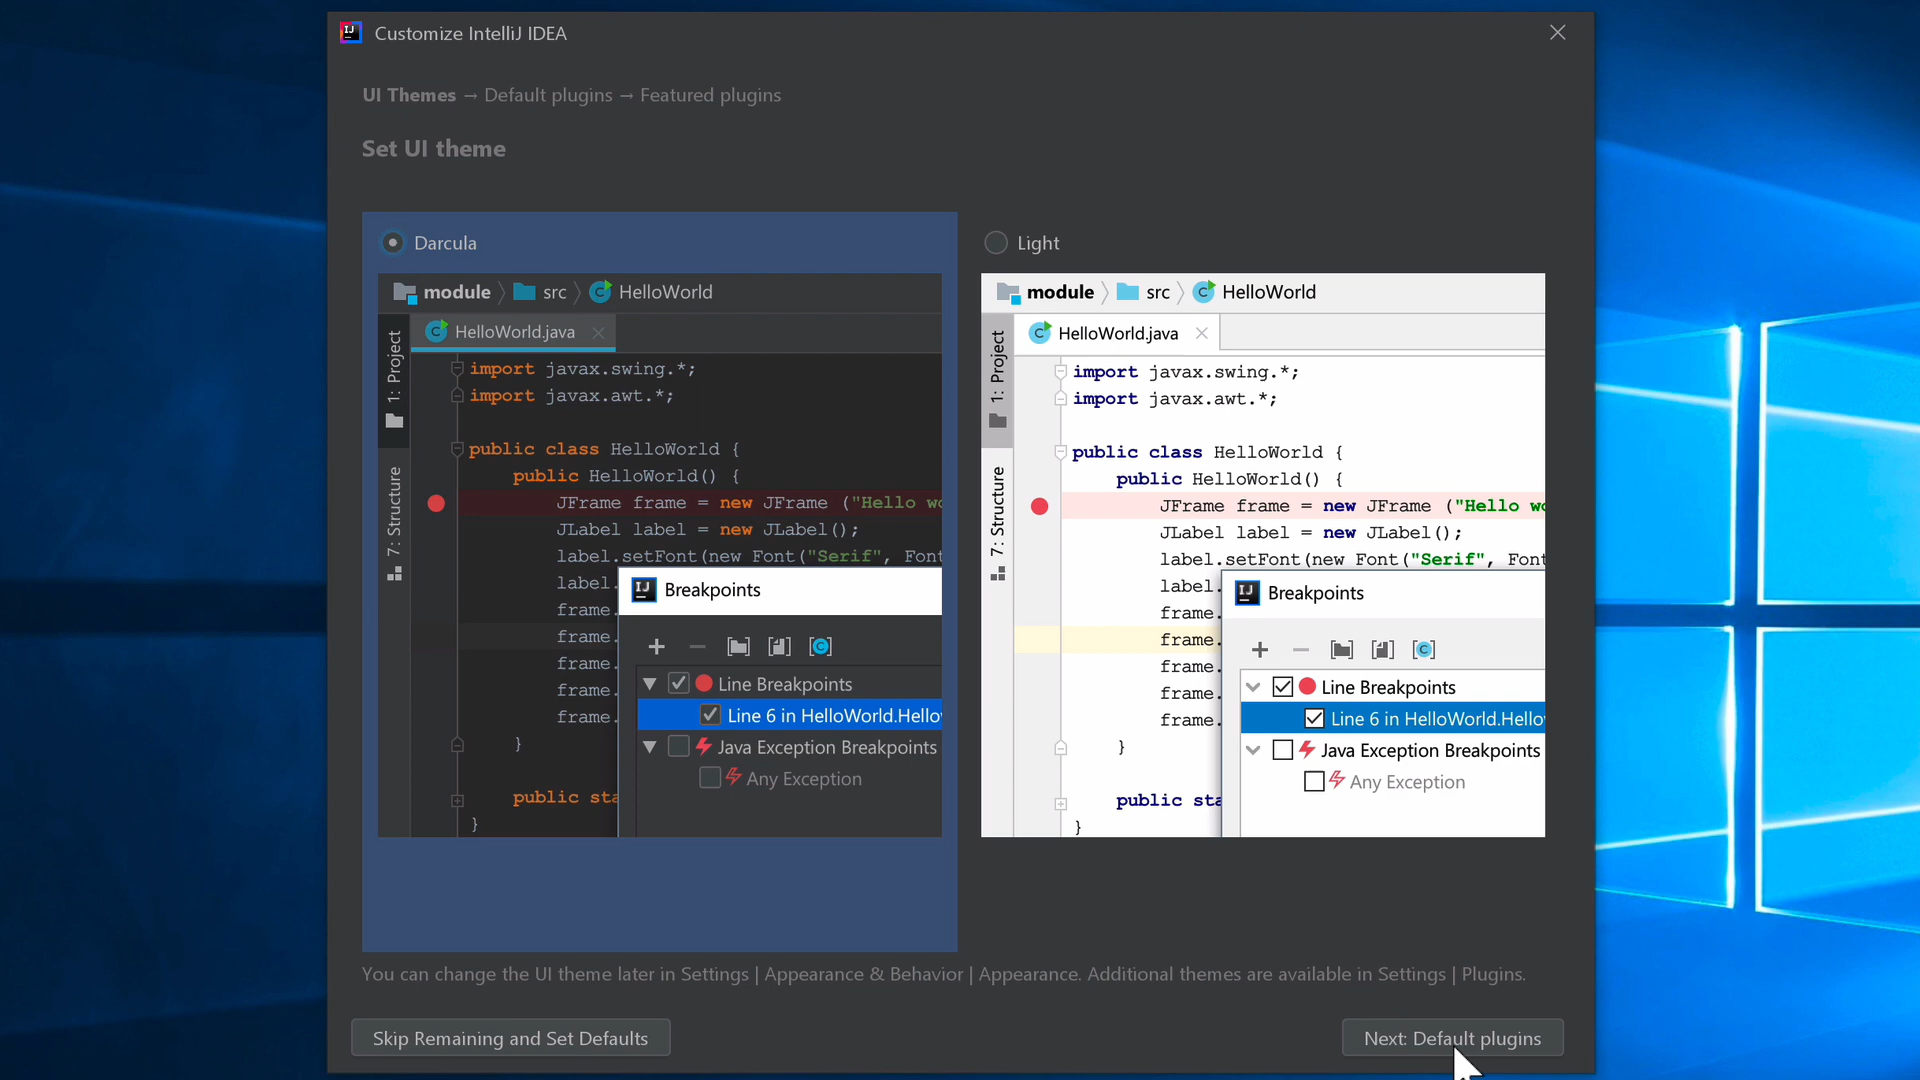 Customize IntelliJ IDEA
UI Themes → Default plugins → Featured plugins
Set UI theme
Darcula
module
src
HelloWorld
HelloWorld.java
1: Project
7: Structure
import javax.swing.*;
import javax.awt.*;
public class HelloWorld {
public HelloWorld() {
JFrame frame = new JFrame ("Hello wo
JLabel label = new JLabel();
label.setFont(new Font("Serif", Font
label.
frame.
frame.
frame.
frame.
frame.
}
public sta
}
Breakpoints
Line Breakpoints
Line 6 in HelloWorld.Hello
Java Exception Breakpoints
Any Exception
Light
module
src
HelloWorld
HelloWorld.java
1: Project
7: Structure
import javax.swing.*;
import javax.awt.*;
public class HelloWorld {
public HelloWorld() {
JFrame frame = new JFrame ("Hello wo
JLabel label = new JLabel();
label.setFont(new Font("Serif", Font
label.
frame.
frame.
frame.
frame.
frame.
}
public sta
}
Breakpoints
Line Breakpoints
Line 6 in HelloWorld.Hello
Java Exception Breakpoints
Any Exception
You can change the UI theme later in Settings | Appearance & Behavior | Appearance. Additional themes are available in Settings | Plugins.
Skip Remaining and Set Defaults
Next: Default plugins